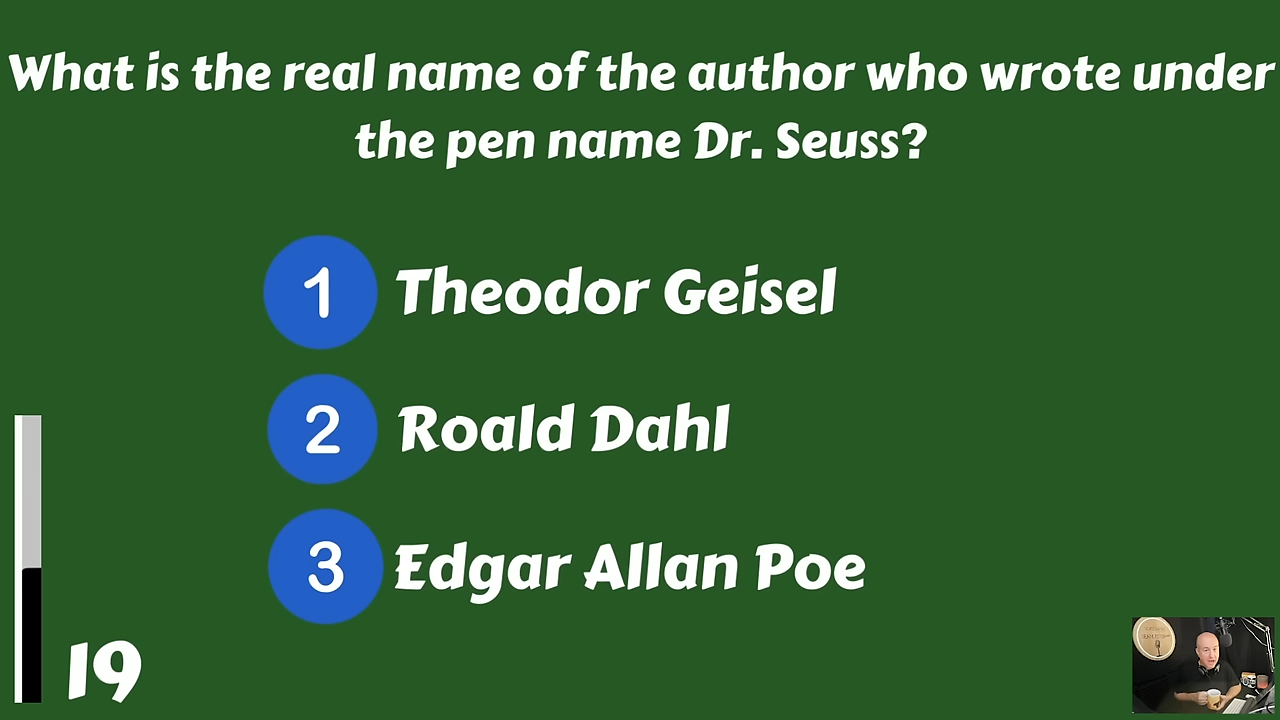 What is the real name of the author who wrote under
the pen name Dr. Seuss?
1 Theodor Geisel
2 Roald Dahl
3 Edgar Allan Poe
19